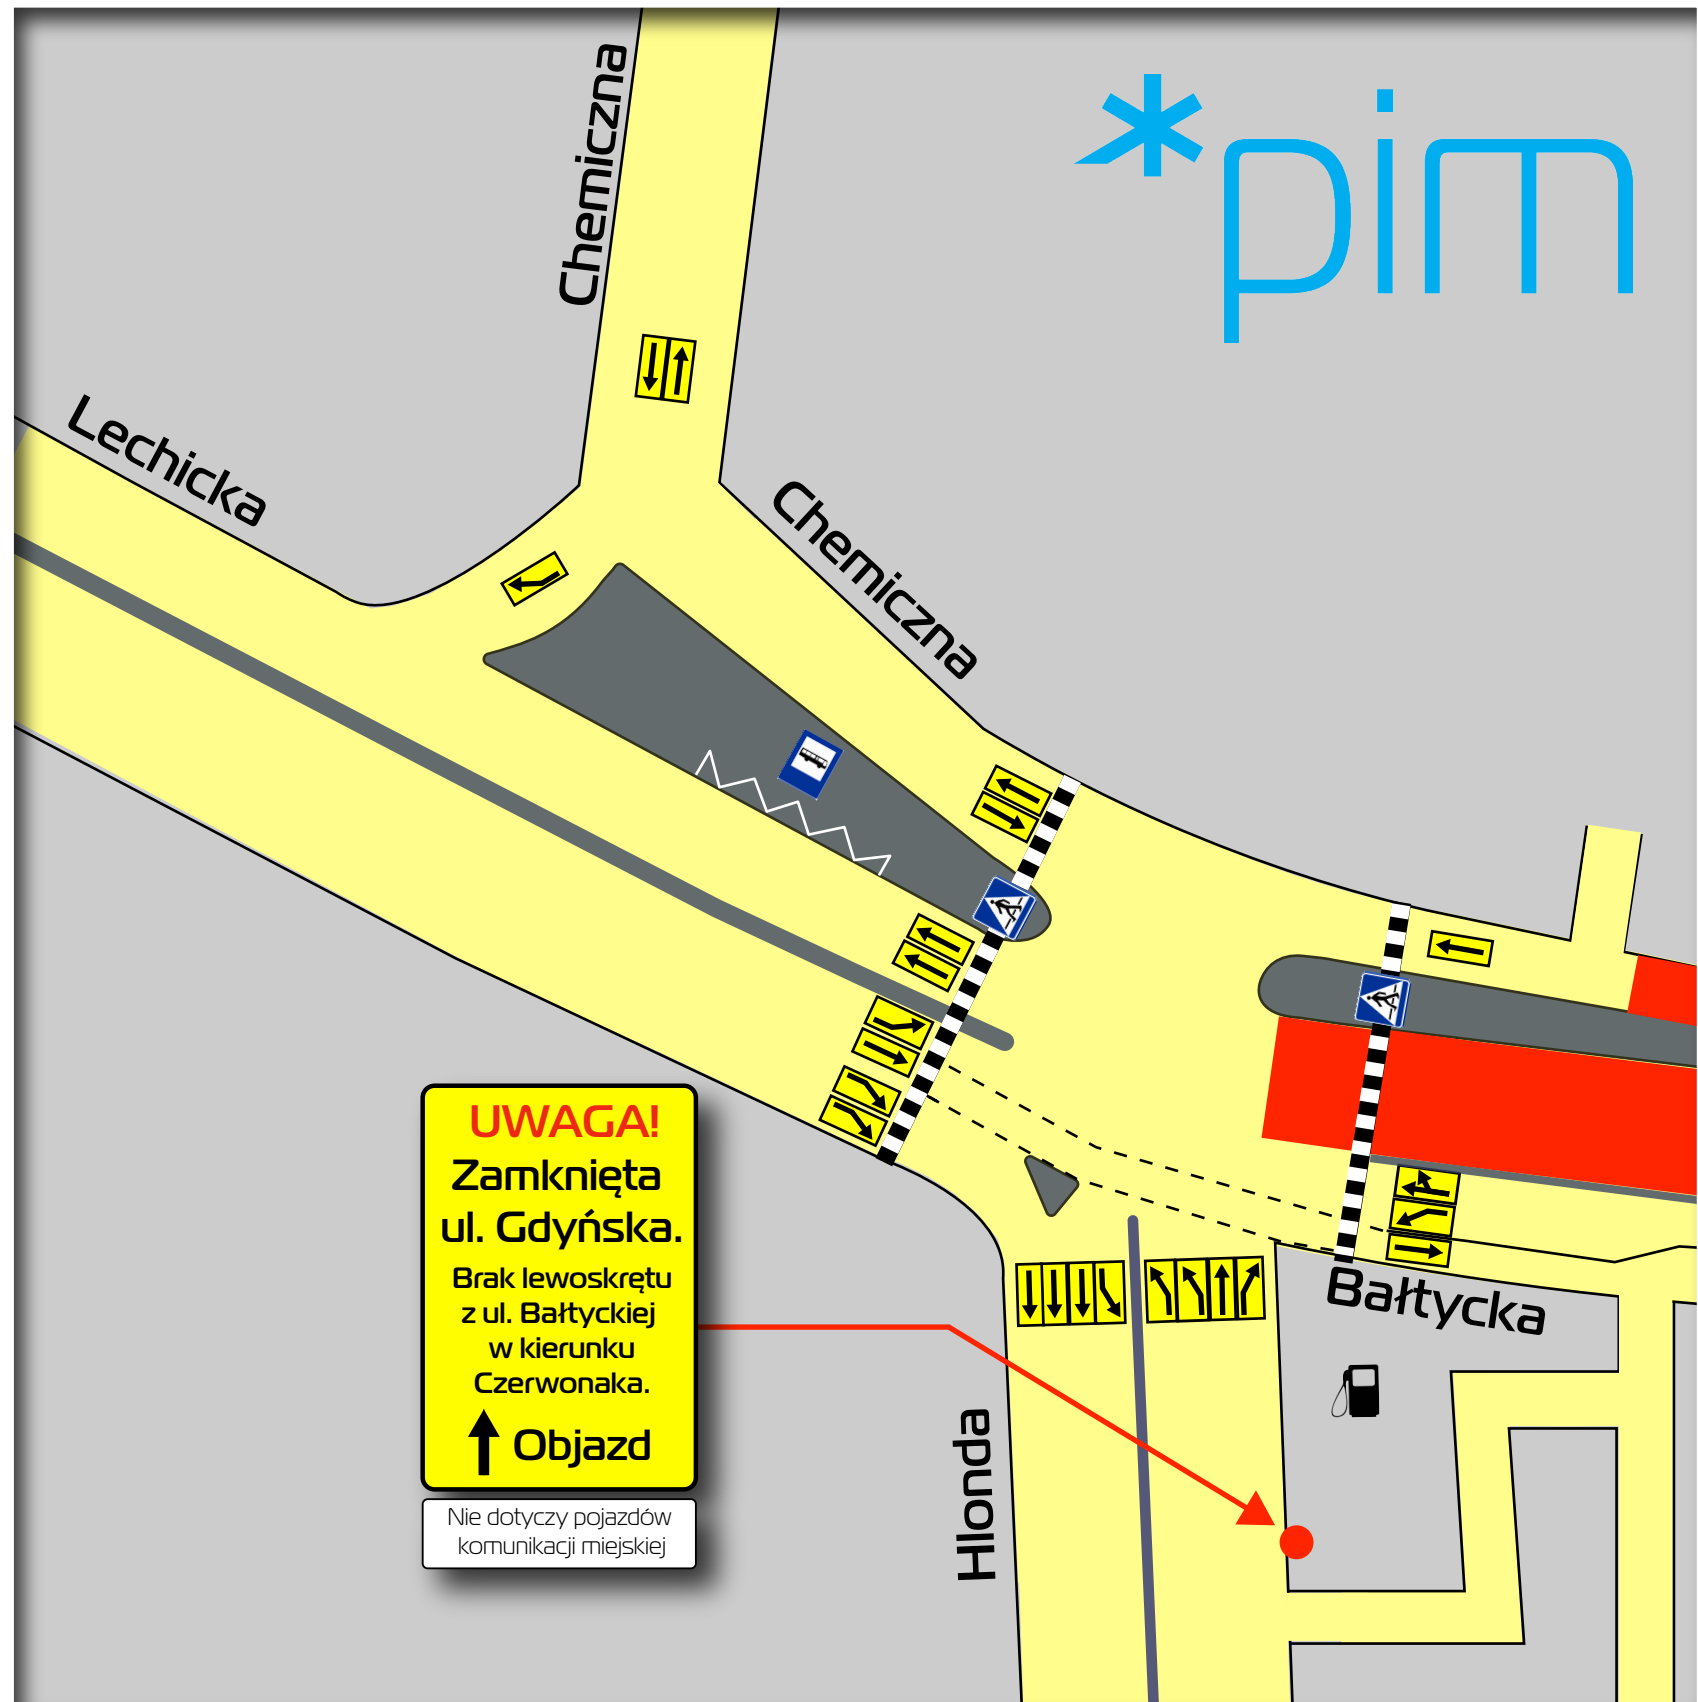 Chemiczna
*pim
Lechicka
Chemiczna
UWAGA!
Zamknięta
ul. Gdyńska.
Brak lewoskrętu
z ul. Bałtyckiej
w kierunku
Czerwonaka.
Objazd
Nie dotyczy pojazdów
komunikacji miejskiej
Bałtycka
Hlonda